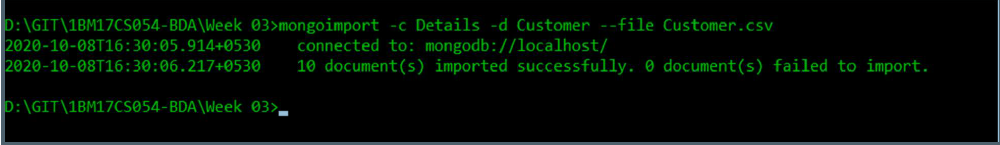 D:\GIT\1BM17CS054-BDA\Week 03>mongoimport -c Details -d Customer --file Customer.csv
2020-10-08T16:30:05.914+0530    connected to: mongodb://localhost/
2020-10-08T16:30:06.217+0530    10 document(s) imported successfully. 0 document(s) failed to import.
D:\GIT\1BM17CS054-BDA\Week 03>